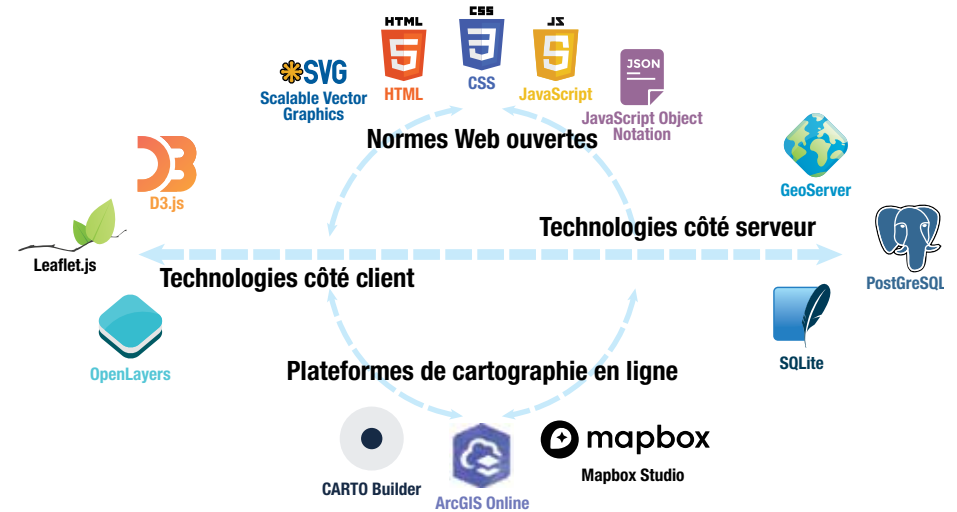 HTML
CSS
JS
SVG
JSON
Scalable Vector
Graphics
HTML
CSS
JavaScript
JavaScript Object
Notation
Normes Web ouvertes
D3
D3.js
GeoServer
Technologies côté serveur
Leaflet.js
Technologies côté client
PostGreSQL
OpenLayers
SQLite
Plateformes de cartographie en ligne
mapbox
CARTO Builder
ArcGIS Online
Mapbox Studio